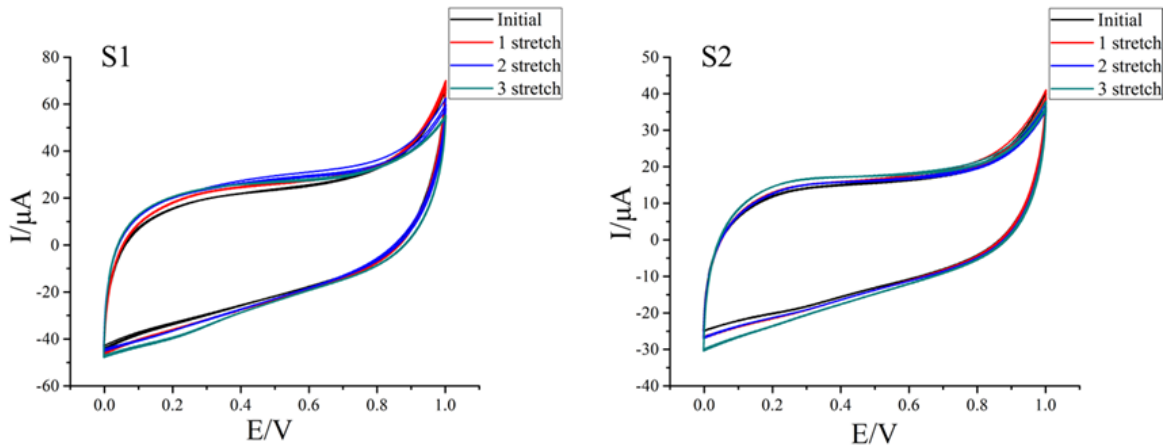 S1
Initial
1 stretch
2 stretch
3 stretch
80
60
40
20
0
-20
-40
-60
I/μA
0.0 0.2 0.4 0.6 0.8 1.0
E/V
S2
Initial
1 stretch
2 stretch
3 stretch
50
40
30
20
10
0
-10
-20
-30
-40
I/μA
0.0 0.2 0.4 0.6 0.8 1.0
E/V